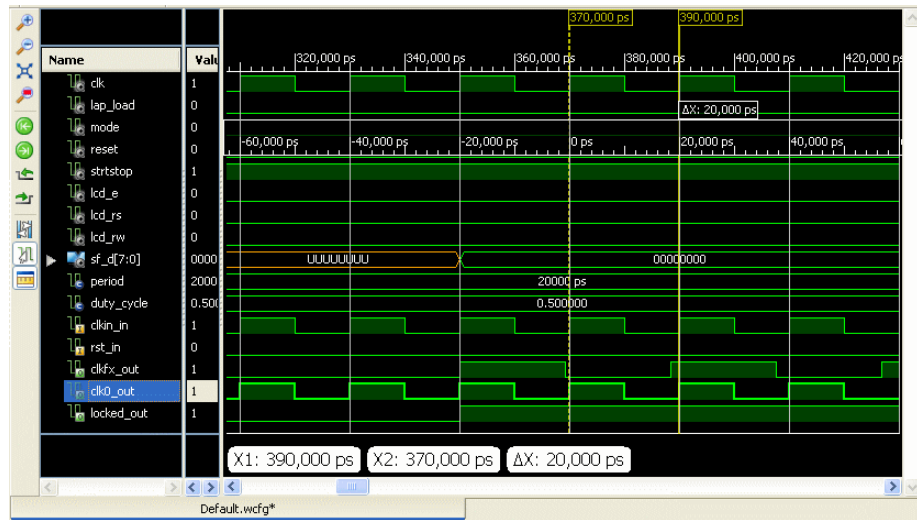 370,000 ps 390,000 ps
Name Valu
320,000 ps 340,000 ps 360,000 ps 380,000 ps 400,000 ps 420,000 ps
clk 1
lap_load 0
ΔX: 20,000 ps
mode 0
-60,000 ps -40,000 ps -20,000 ps 0 ps 20,000 ps 40,000 ps
reset 0
strtstop 1
lcd_e 0
lcd_rs 0
lcd_rw 0
sf_d[7:0] 0000 UUUUUUUU 00000000
period 2000 20000 ps
duty_cycle 0.500 0.500000
clkin_in 1
rst_in 0
clkfx_out 1
clk0_out 1
locked_out 1
X1: 390,000 ps X2: 370,000 ps ΔX: 20,000 ps
Default.wcfg*